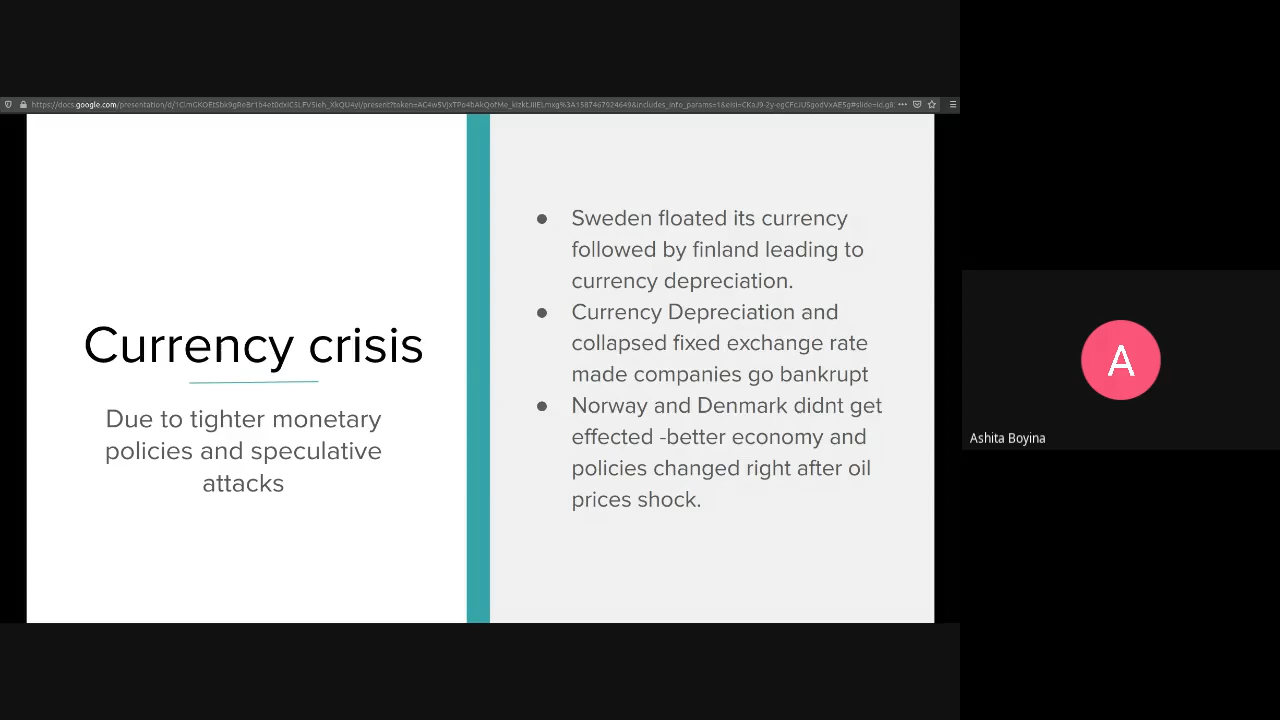 Currency crisis
Due to tighter monetary
policies and speculative
attacks
● Sweden floated its currency
followed by finland leading to
currency depreciation.
● Currency Depreciation and
collapsed fixed exchange rate
made companies go bankrupt
● Norway and Denmark didnt get
effected -better economy and
policies changed right after oil
prices shock.
A
Ashita Boyina